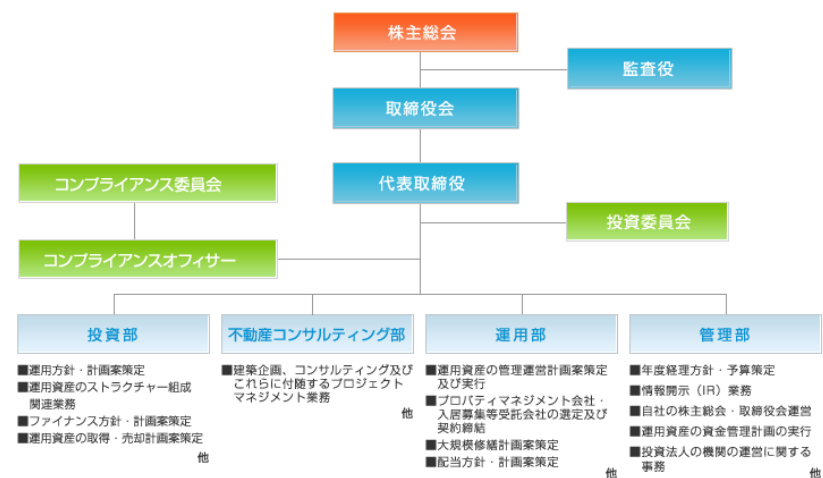 株主総会
監査役
取締役会
コンプライアンス委員会
代表取締役
投資委員会
コンプライアンスオフィサー
投資部
■運用方針・計画案策定
■運用資産のストラクチャー組成
関連業務
■ファイナンス方針・計画案策定
■運用資産の取得・売却計画案策定
他
不動産コンサルティング部
■建築企画、コンサルティング及び
これらに付随するプロジェクト
マネジメント業務
他
運用部
■運用資産の管理運営計画案策定
及び実行
■プロパティマネジメント会社・
入居募集等受託会社の選定及び
契約締結
■大規模修繕計画案策定
■配当方針・計画案策定
他
管理部
■年度経理方針・予算策定
■情報開示（IR）業務
■自社の株主総会・取締役会運営
■運用資産の資金管理計画の実行
■投資法人の機関の運営に関する
事務
他